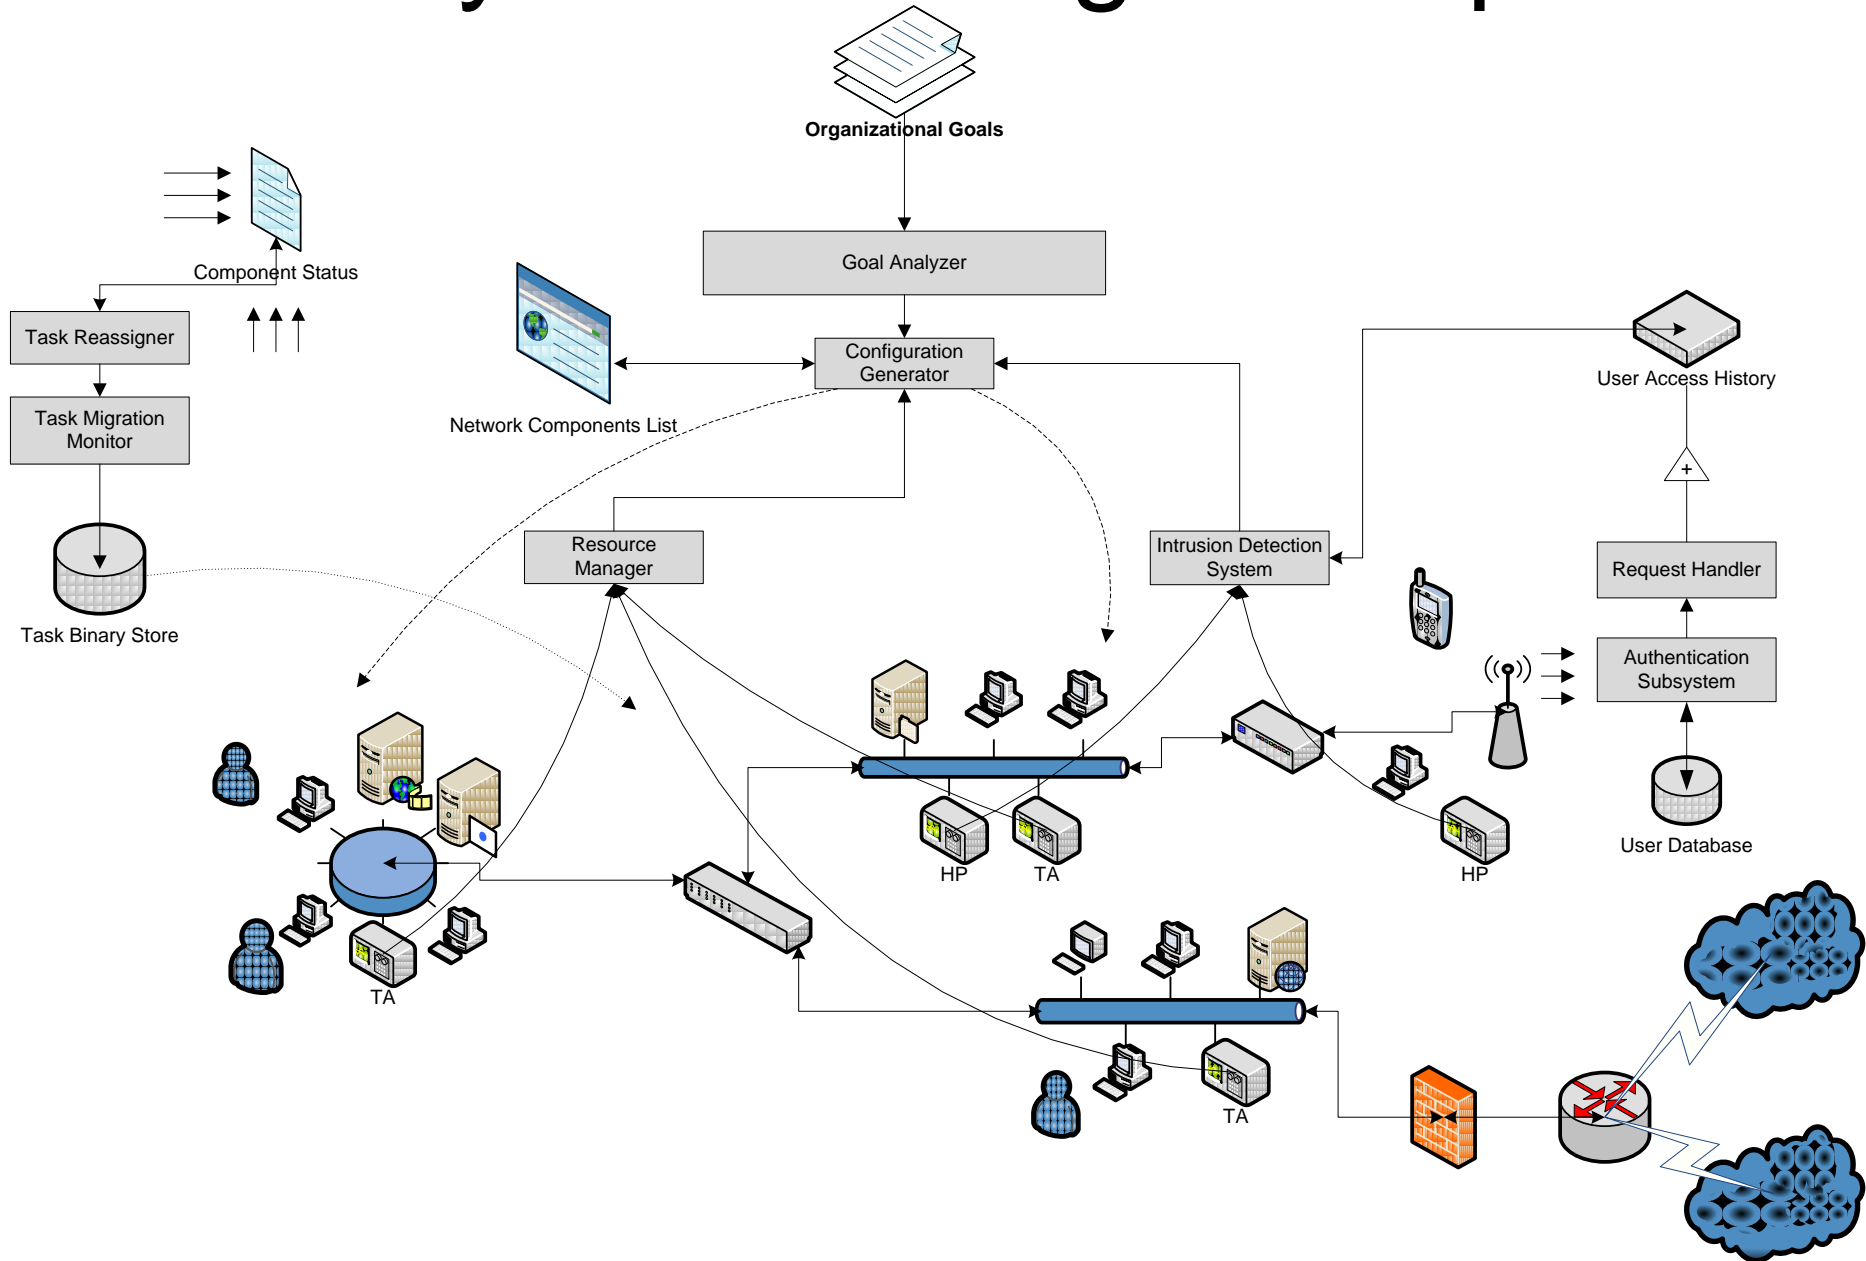 Organizational Goals
Component Status
Goal Analyzer
Task Reassigner
Configuration
Generator
User Access History
Task Migration
Monitor
Network Components List
+
Resource
Manager
Intrusion Detection
System
Request Handler
Task Binary Store
Authentication
Subsystem
User Database
HP
TA
HP
TA
TA